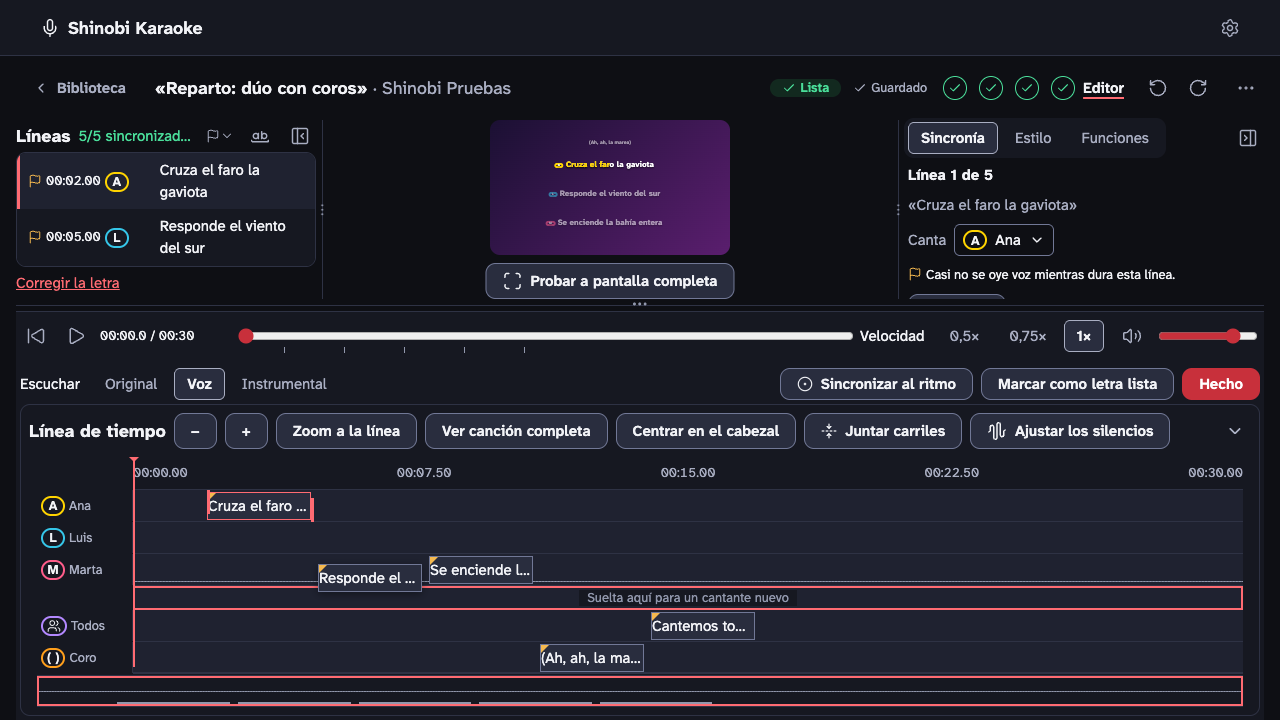 Shinobi Karaoke
Biblioteca «Reparto: dúo con coros» · Shinobi Pruebas Lista Guardado Editor
Líneas 5/5 sincronizad... ab
00:02.00 A Cruza el faro la gaviota
00:05.00 L Responde el viento del sur
Corregir la letra
(Ah, ah, la marea)
Cruza el faro la gaviota
Responde el viento del sur
Se enciende la bahía entera
Probar a pantalla completa
Sincronía Estilo Funciones
Línea 1 de 5
«Cruza el faro la gaviota»
Canta A Ana
Casi no se oye voz mientras dura esta línea.
00:00.0 / 00:30 Velocidad 0,5× 0,75× 1×
Escuchar Original Voz Instrumental Sincronizar al ritmo Marcar como letra lista Hecho
Línea de tiempo − + Zoom a la línea Ver canción completa Centrar en el cabezal Juntar carriles Ajustar los silencios
00:00.00 00:07.50 00:15.00 00:22.50 00:30.00
A Ana Cruza el faro ...
L Luis
M Marta Se enciende l...
Responde el ...
Suelta aquí para un cantante nuevo
Todos Cantemos to...
( ) Coro (Ah, ah, la ma...